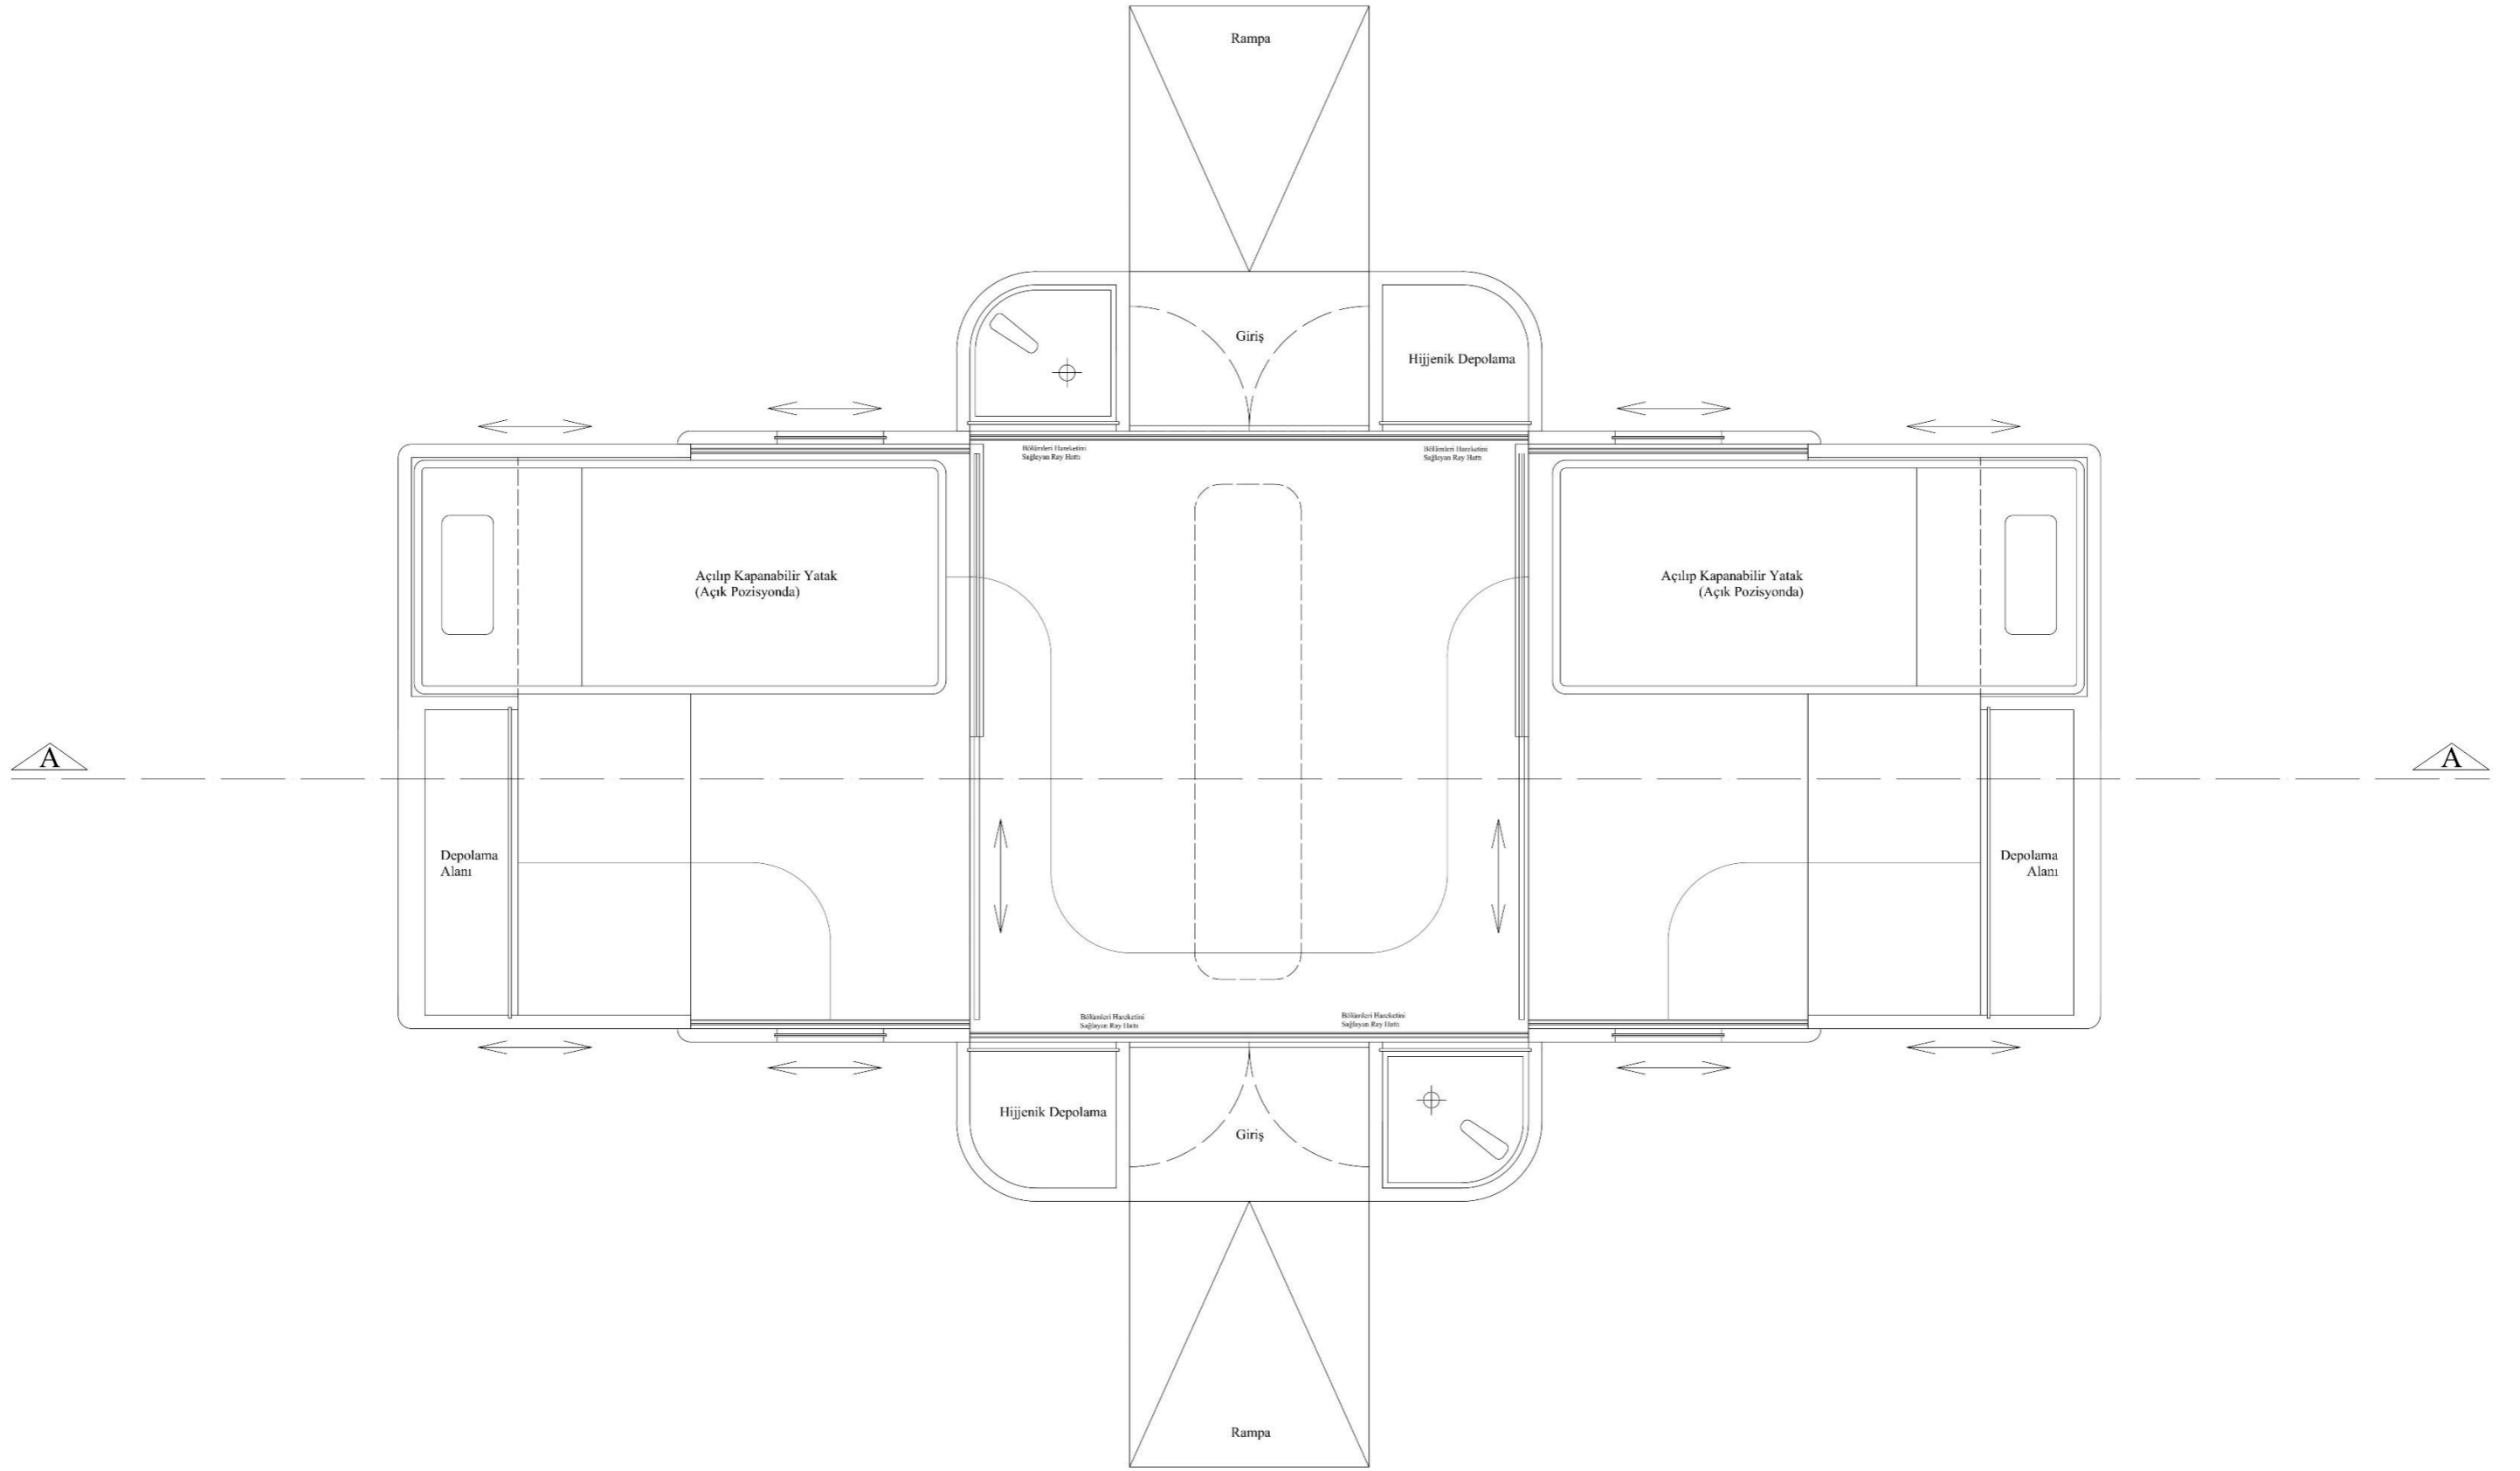 Rampa
Giriş
Hijjenik Depolama
Bölümleri Hareketini
Sağlayan Ray Hattı
Bölümleri Hareketini
Sağlayan Ray Hattı
Açılıp Kapanabilir Yatak
(Açık Pozisyonda)
Açılıp Kapanabilir Yatak
(Açık Pozisyonda)
A
A
Depolama
Alanı
Depolama
Alanı
Bölümleri Hareketini
Sağlayan Ray Hattı
Bölümleri Hareketini
Sağlayan Ray Hattı
Hijjenik Depolama
Giriş
Rampa